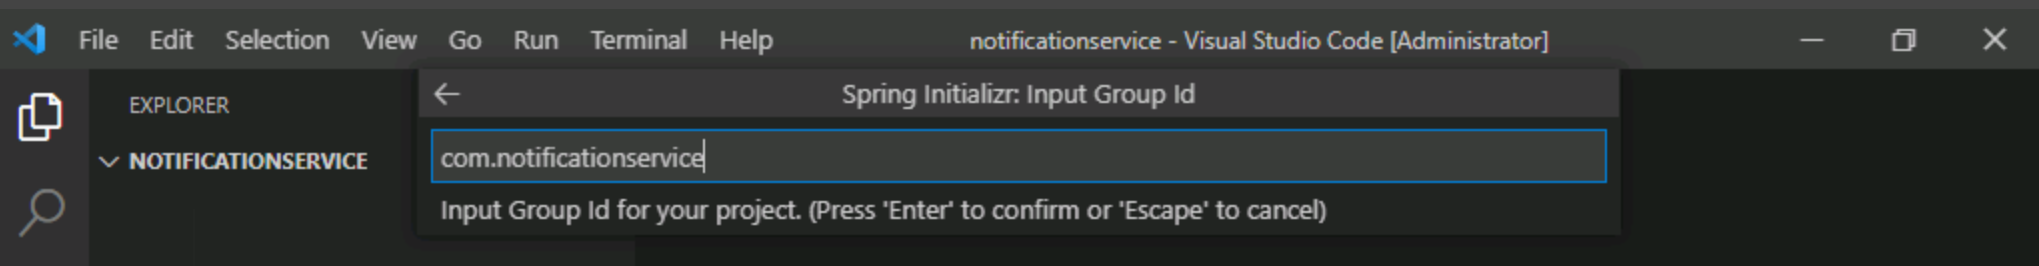 File Edit Selection View Go Run Terminal Help notificationservice - Visual Studio Code [Administrator]
EXPLORER
Spring Initializr: Input Group Id
NOTIFICATIONSERVICE
com.notificationservice
Input Group Id for your project. (Press 'Enter' to confirm or 'Escape' to cancel)